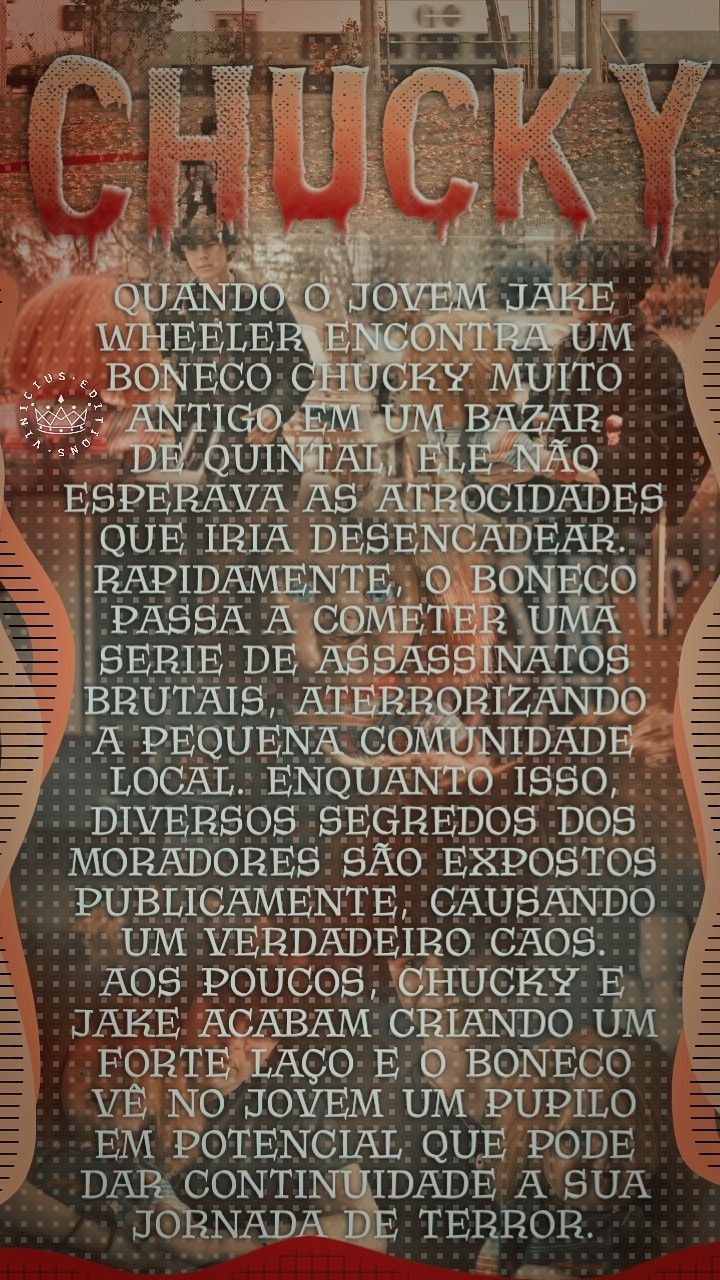 CHUCKY
QUANDO O JOVEM JAKE
WHEELER ENCONTRA UM
BONECO CHUCKY MUITO
ANTIGO EM UM BAZAR
DE QUINTAL, ELE NÃO
ESPERAVA AS ATROCIDADES
QUE IRIA DESENCADEAR.
RAPIDAMENTE, O BONECO
PASSA A COMETER UMA
SERIE DE ASSASSINATOS
BRUTAIS, ATERRORIZANDO
A PEQUENA COMUNIDADE
LOCAL. ENQUANTO ISSO,
DIVERSOS SEGREDOS DOS
MORADORES SÃO EXPOSTOS
PUBLICAMENTE, CAUSANDO
UM VERDADEIRO CAOS.
AOS POUCOS, CHUCKY E
JAKE ACABAM CRIANDO UM
FORTE LAÇO E O BONECO
VÊ NO JOVEM UM PUPILO
EM POTENCIAL QUE PODE
DAR CONTINUIDADE A SUA
JORNADA DE TERROR.
VINICIUS.EDITIONS.